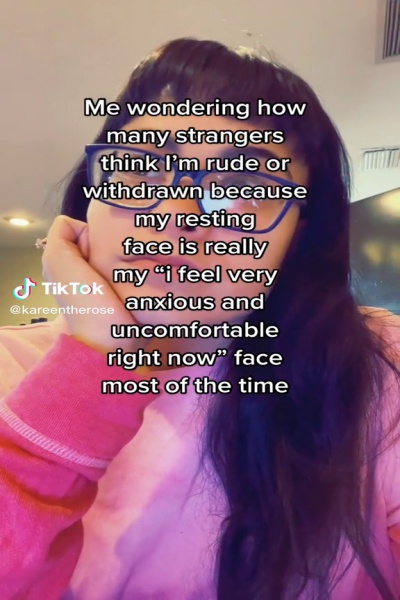 Me wondering how
many strangers
think I'm rude or
withdrawn because
my resting
face is really
my “i feel very
anxious and
uncomfortable
right now” face
most of the time
TikTok
@kareentherose